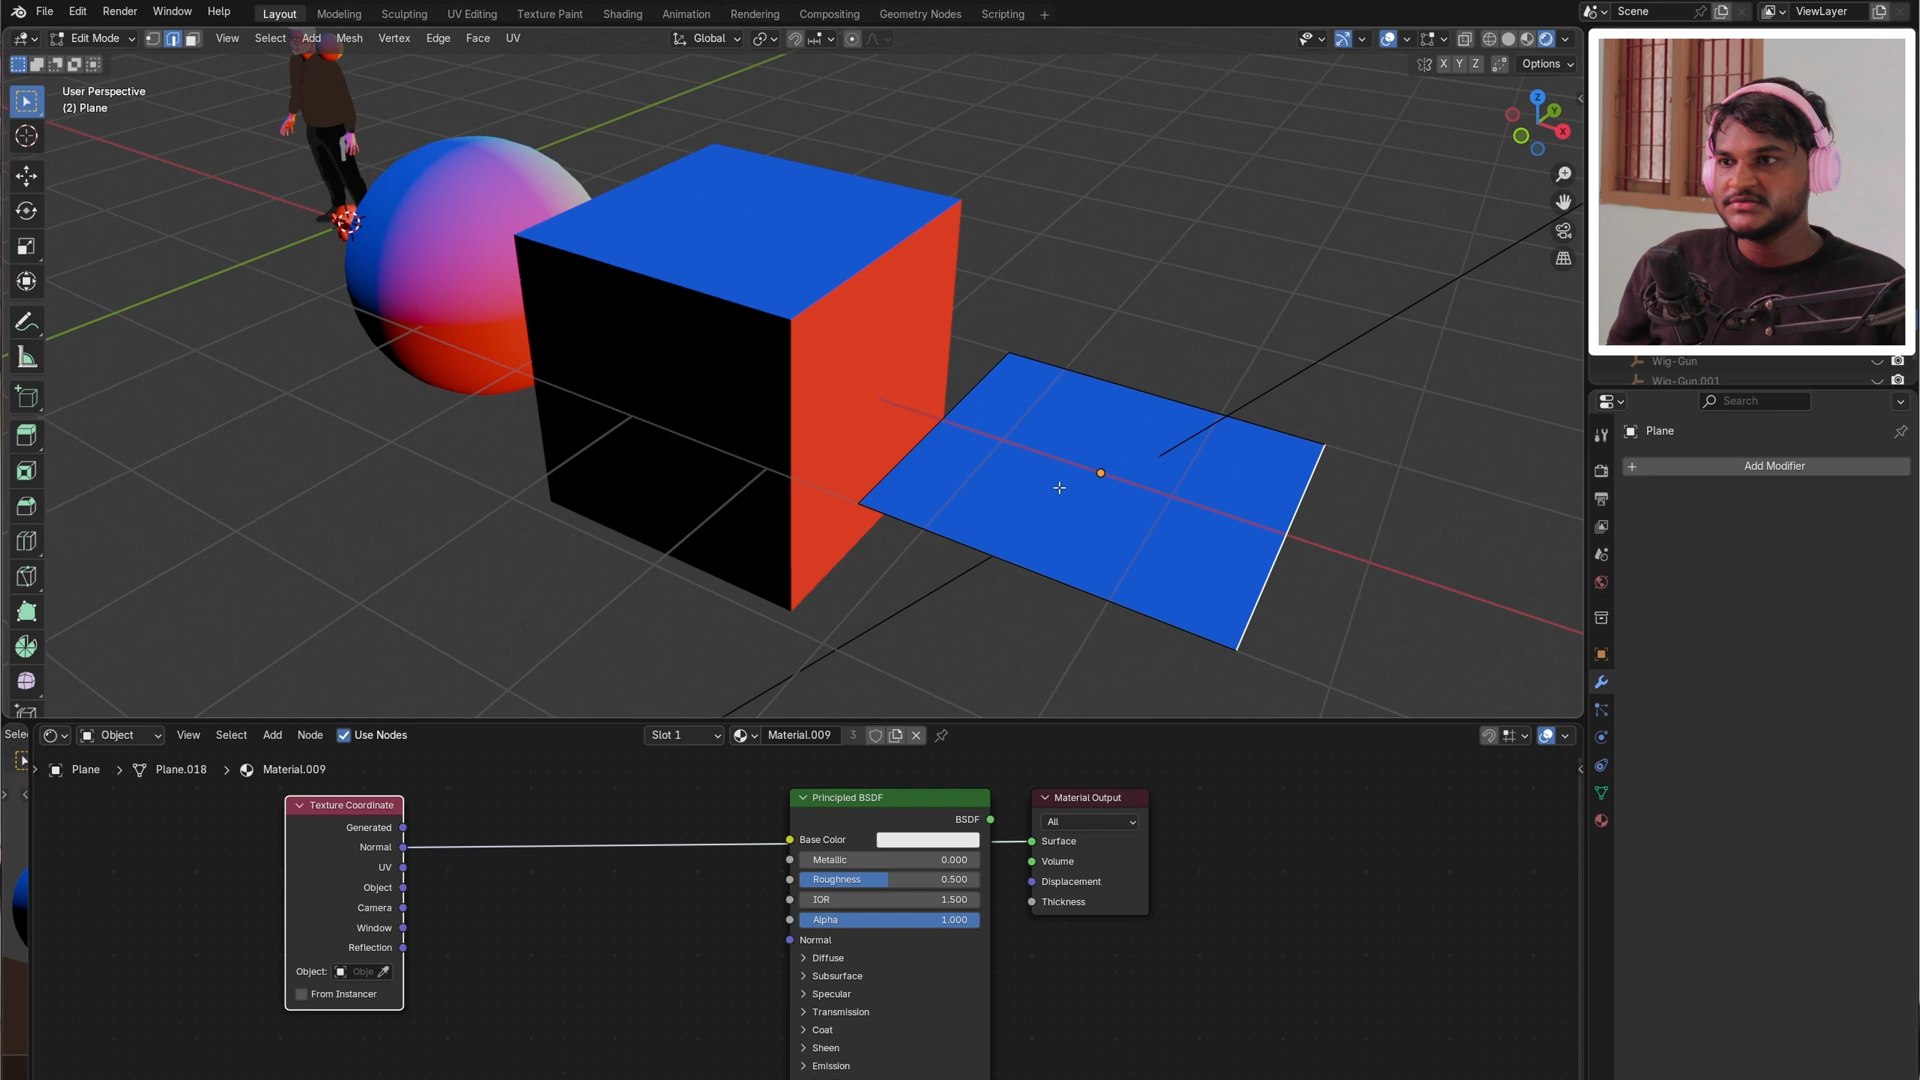 File Edit Render Window Help
Layout Modeling Sculpting UV Editing Texture Paint Shading Animation Rendering Compositing Geometry Nodes Scripting +
Scene ViewLayer
Edit Mode View Select Add Mesh Vertex Edge Face UV
Global
X Y Z Options
User Perspective
(2) Plane
Z
Y
X
Wig-Gun
Wig-Gun.001
Search
Plane
+ Add Modifier
Object View Select Add Node Use Nodes
Slot 1 Material.009 3
Plane > Plane.018 > Material.009
Texture Coordinate
Generated
Normal
UV
Object
Camera
Window
Reflection
Object: Obje
From Instancer
Principled BSDF
BSDF
Base Color
Metallic 0.000
Roughness 0.500
IOR 1.500
Alpha 1.000
Normal
Diffuse
Subsurface
Specular
Transmission
Coat
Sheen
Emission
Material Output
All
Surface
Volume
Displacement
Thickness